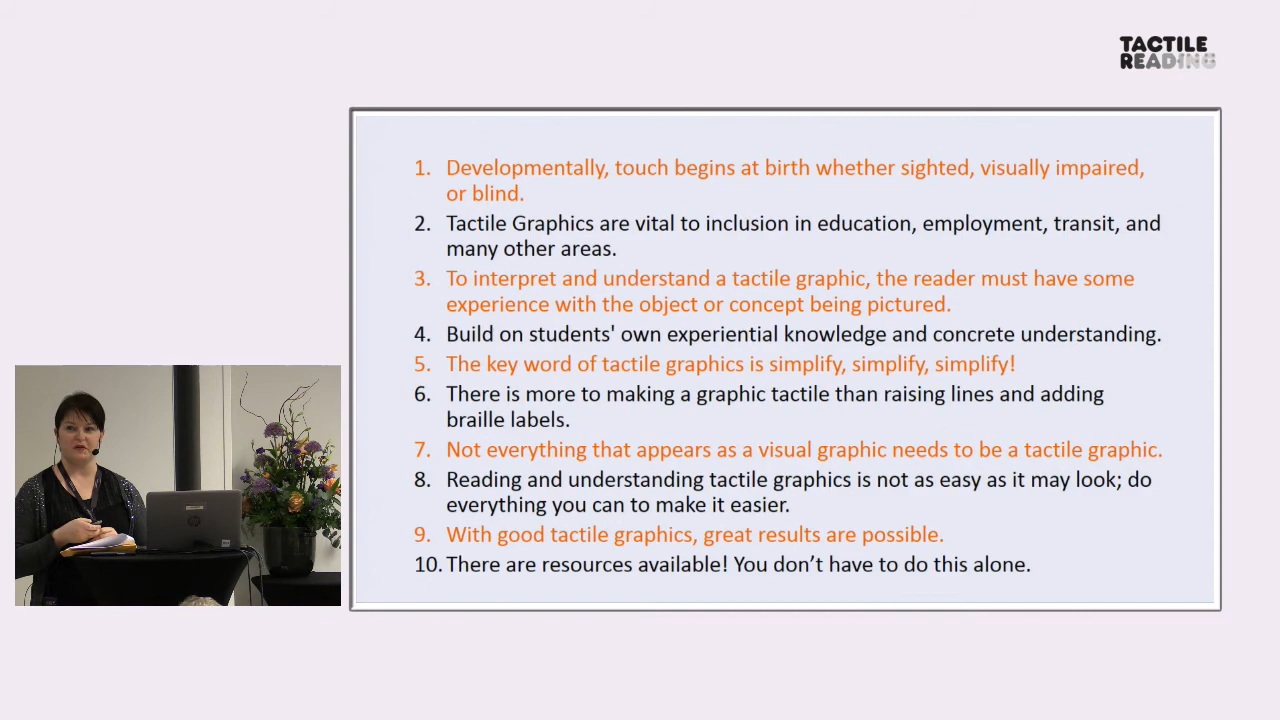 TACTILE
READING
1. Developmentally, touch begins at birth whether sighted, visually impaired,
or blind.
2. Tactile Graphics are vital to inclusion in education, employment, transit, and
many other areas.
3. To interpret and understand a tactile graphic, the reader must have some
experience with the object or concept being pictured.
4. Build on students' own experiential knowledge and concrete understanding.
5. The key word of tactile graphics is simplify, simplify, simplify!
6. There is more to making a graphic tactile than raising lines and adding
braille labels.
7. Not everything that appears as a visual graphic needs to be a tactile graphic.
8. Reading and understanding tactile graphics is not as easy as it may look; do
everything you can to make it easier.
9. With good tactile graphics, great results are possible.
10. There are resources available! You don’t have to do this alone.